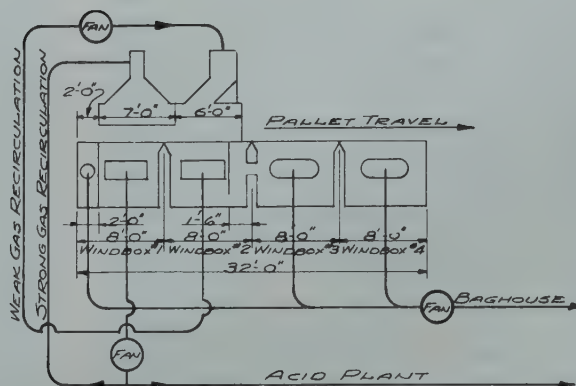 FAN
WEAK GAS RECIRCULATION
STRONG GAS RECIRCULATION
2'-0"
7'-0"
6'-0"
PALLET TRAVEL
2'-0"
1'-6"
8'-0"
8'-0"
8'-0"
8'-0"
WINDBOX #1
WINDBOX #2
WINDBOX #3
WINDBOX #4
32'-0"
FAN
BAGHOUSE
FAN
ACID PLANT